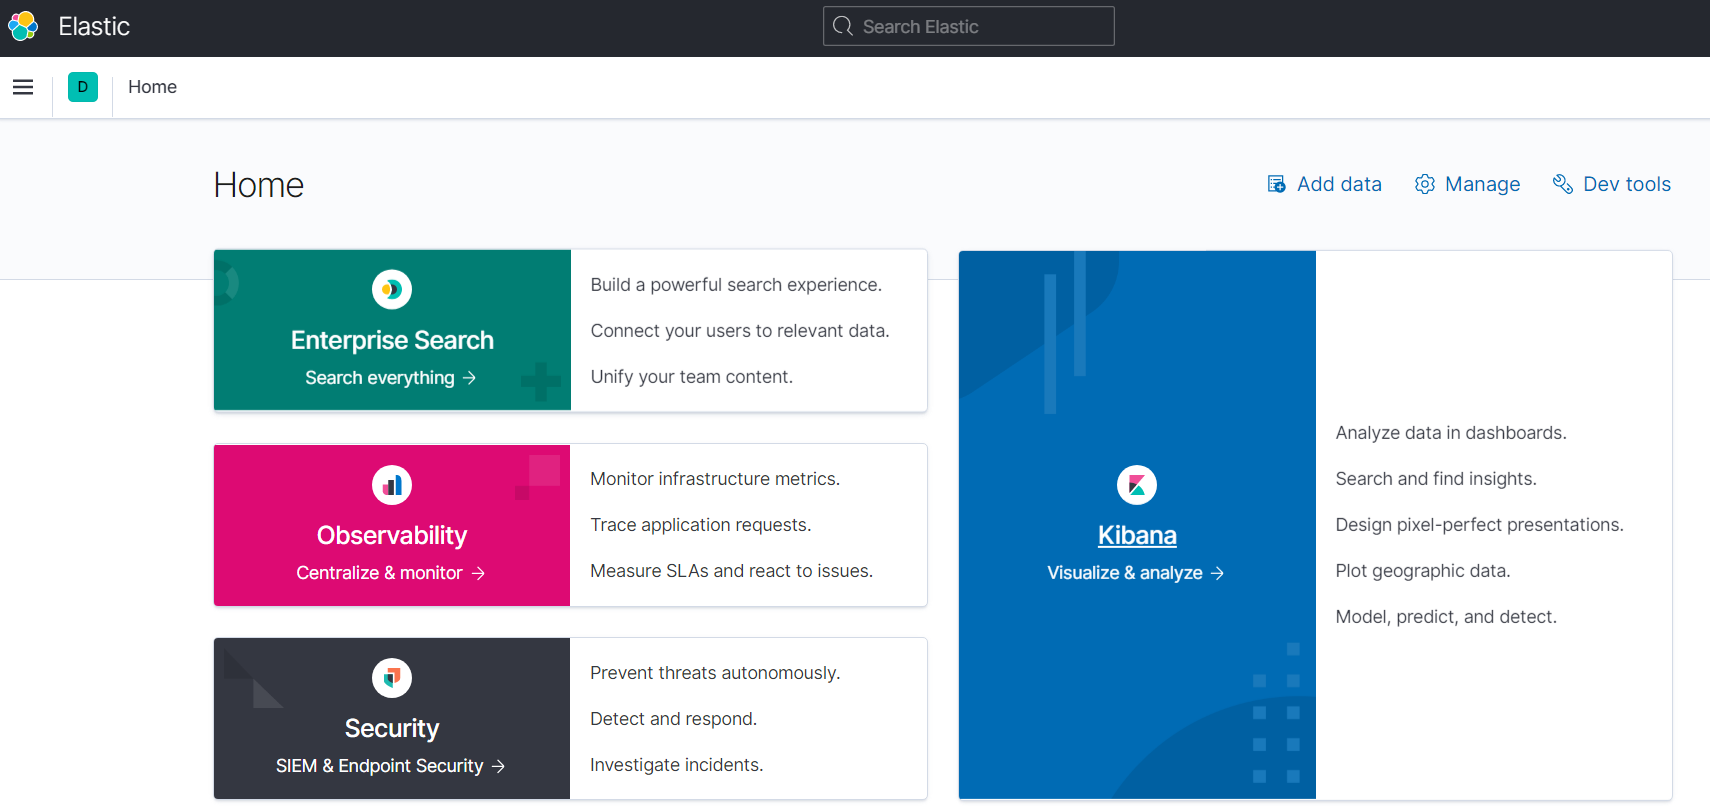 Elastic
Search Elastic
D
Home
Home
Add data
Manage
Dev tools
Enterprise Search
Search everything →
Build a powerful search experience.
Connect your users to relevant data.
Unify your team content.
Observability
Centralize & monitor →
Monitor infrastructure metrics.
Trace application requests.
Measure SLAs and react to issues.
Security
SIEM & Endpoint Security →
Prevent threats autonomously.
Detect and respond.
Investigate incidents.
Kibana
Visualize & analyze →
Analyze data in dashboards.
Search and find insights.
Design pixel-perfect presentations.
Plot geographic data.
Model, predict, and detect.